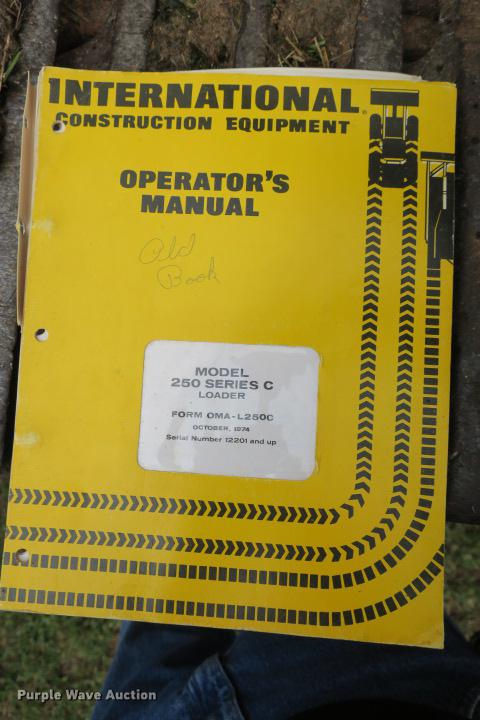 INTERNATIONAL®
CONSTRUCTION EQUIPMENT
OPERATOR'S
MANUAL
Old
Book
MODEL
250 SERIES C
LOADER
FORM OMA-L250C
OCTOBER, 1974
Serial Number 12201 and up
Purple Wave Auction